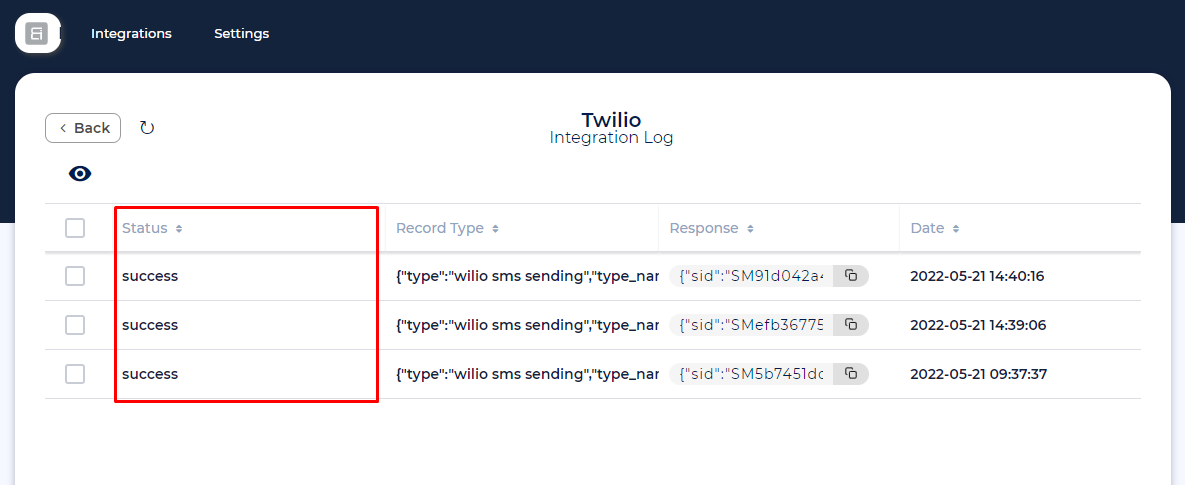 Integrations Settings
Back
Twilio
Integration Log
Status Record Type Response Date
success {"type":"wilio sms sending","type_nar {"sid":"SM91d042a4 2022-05-21 14:40:16
success {"type":"wilio sms sending","type_nar {"sid":"SMefb36775 2022-05-21 14:39:06
success {"type":"wilio sms sending","type_nar {"sid":"SM5b7451dc 2022-05-21 09:37:37